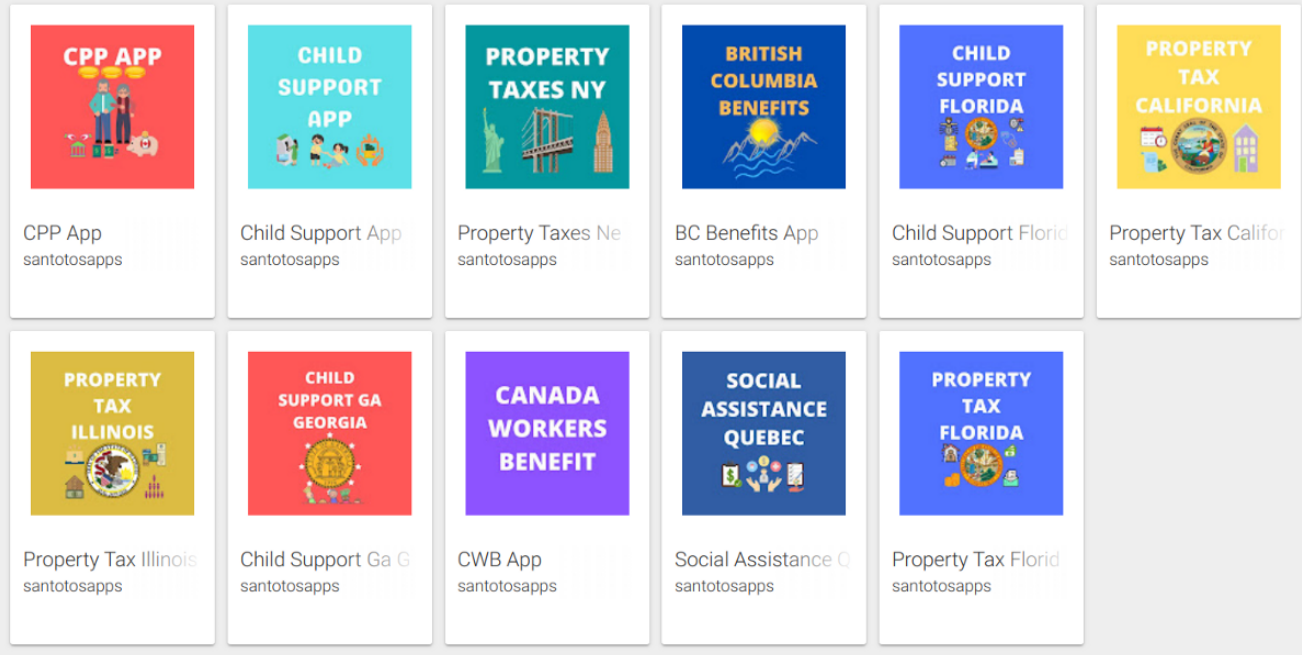 CPP APP
CHILD
SUPPORT
APP
PROPERTY
TAXES NY
BRITISH
COLUMBIA
BENEFITS
CHILD
SUPPORT
FLORIDA
PROPERTY
TAX
CALIFORNIA
CPP App
santotosapps
Child Support App
santotosapps
Property Taxes Ne
santotosapps
BC Benefits App
santotosapps
Child Support Florid
santotosapps
Property Tax Califor
santotosapps
PROPERTY
TAX
ILLINOIS
CHILD
SUPPORT GA
GEORGIA
CANADA
WORKERS
BENEFIT
SOCIAL
ASSISTANCE
QUEBEC
PROPERTY
TAX
FLORIDA
Property Tax Illinois
santotosapps
Child Support Ga G
santotosapps
CWB App
santotosapps
Social Assistance Q
santotosapps
Property Tax Florid
santotosapps